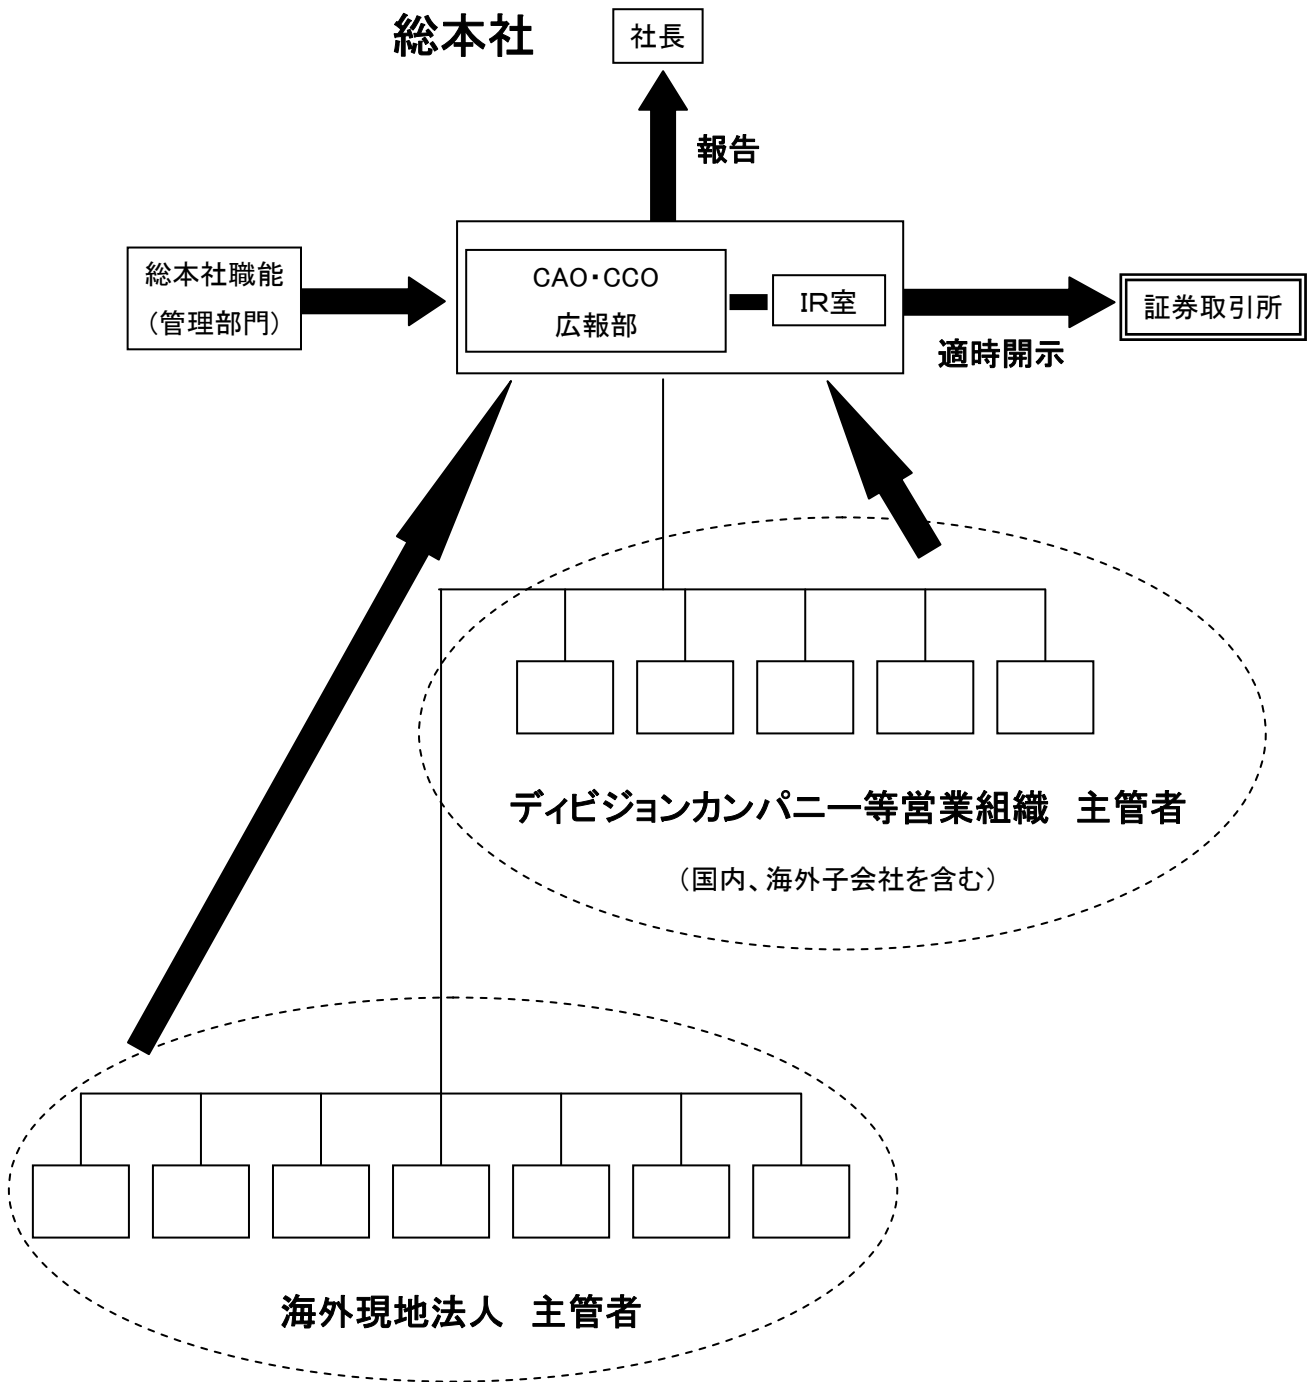 総本社
社長
報告
総本社職能
（管理部門）
CAO・CCO
広報部
IR室
証券取引所
適時開示
ディビジョンカンパニー等営業組織　主管者
（国内、海外子会社を含む）
海外現地法人　主管者